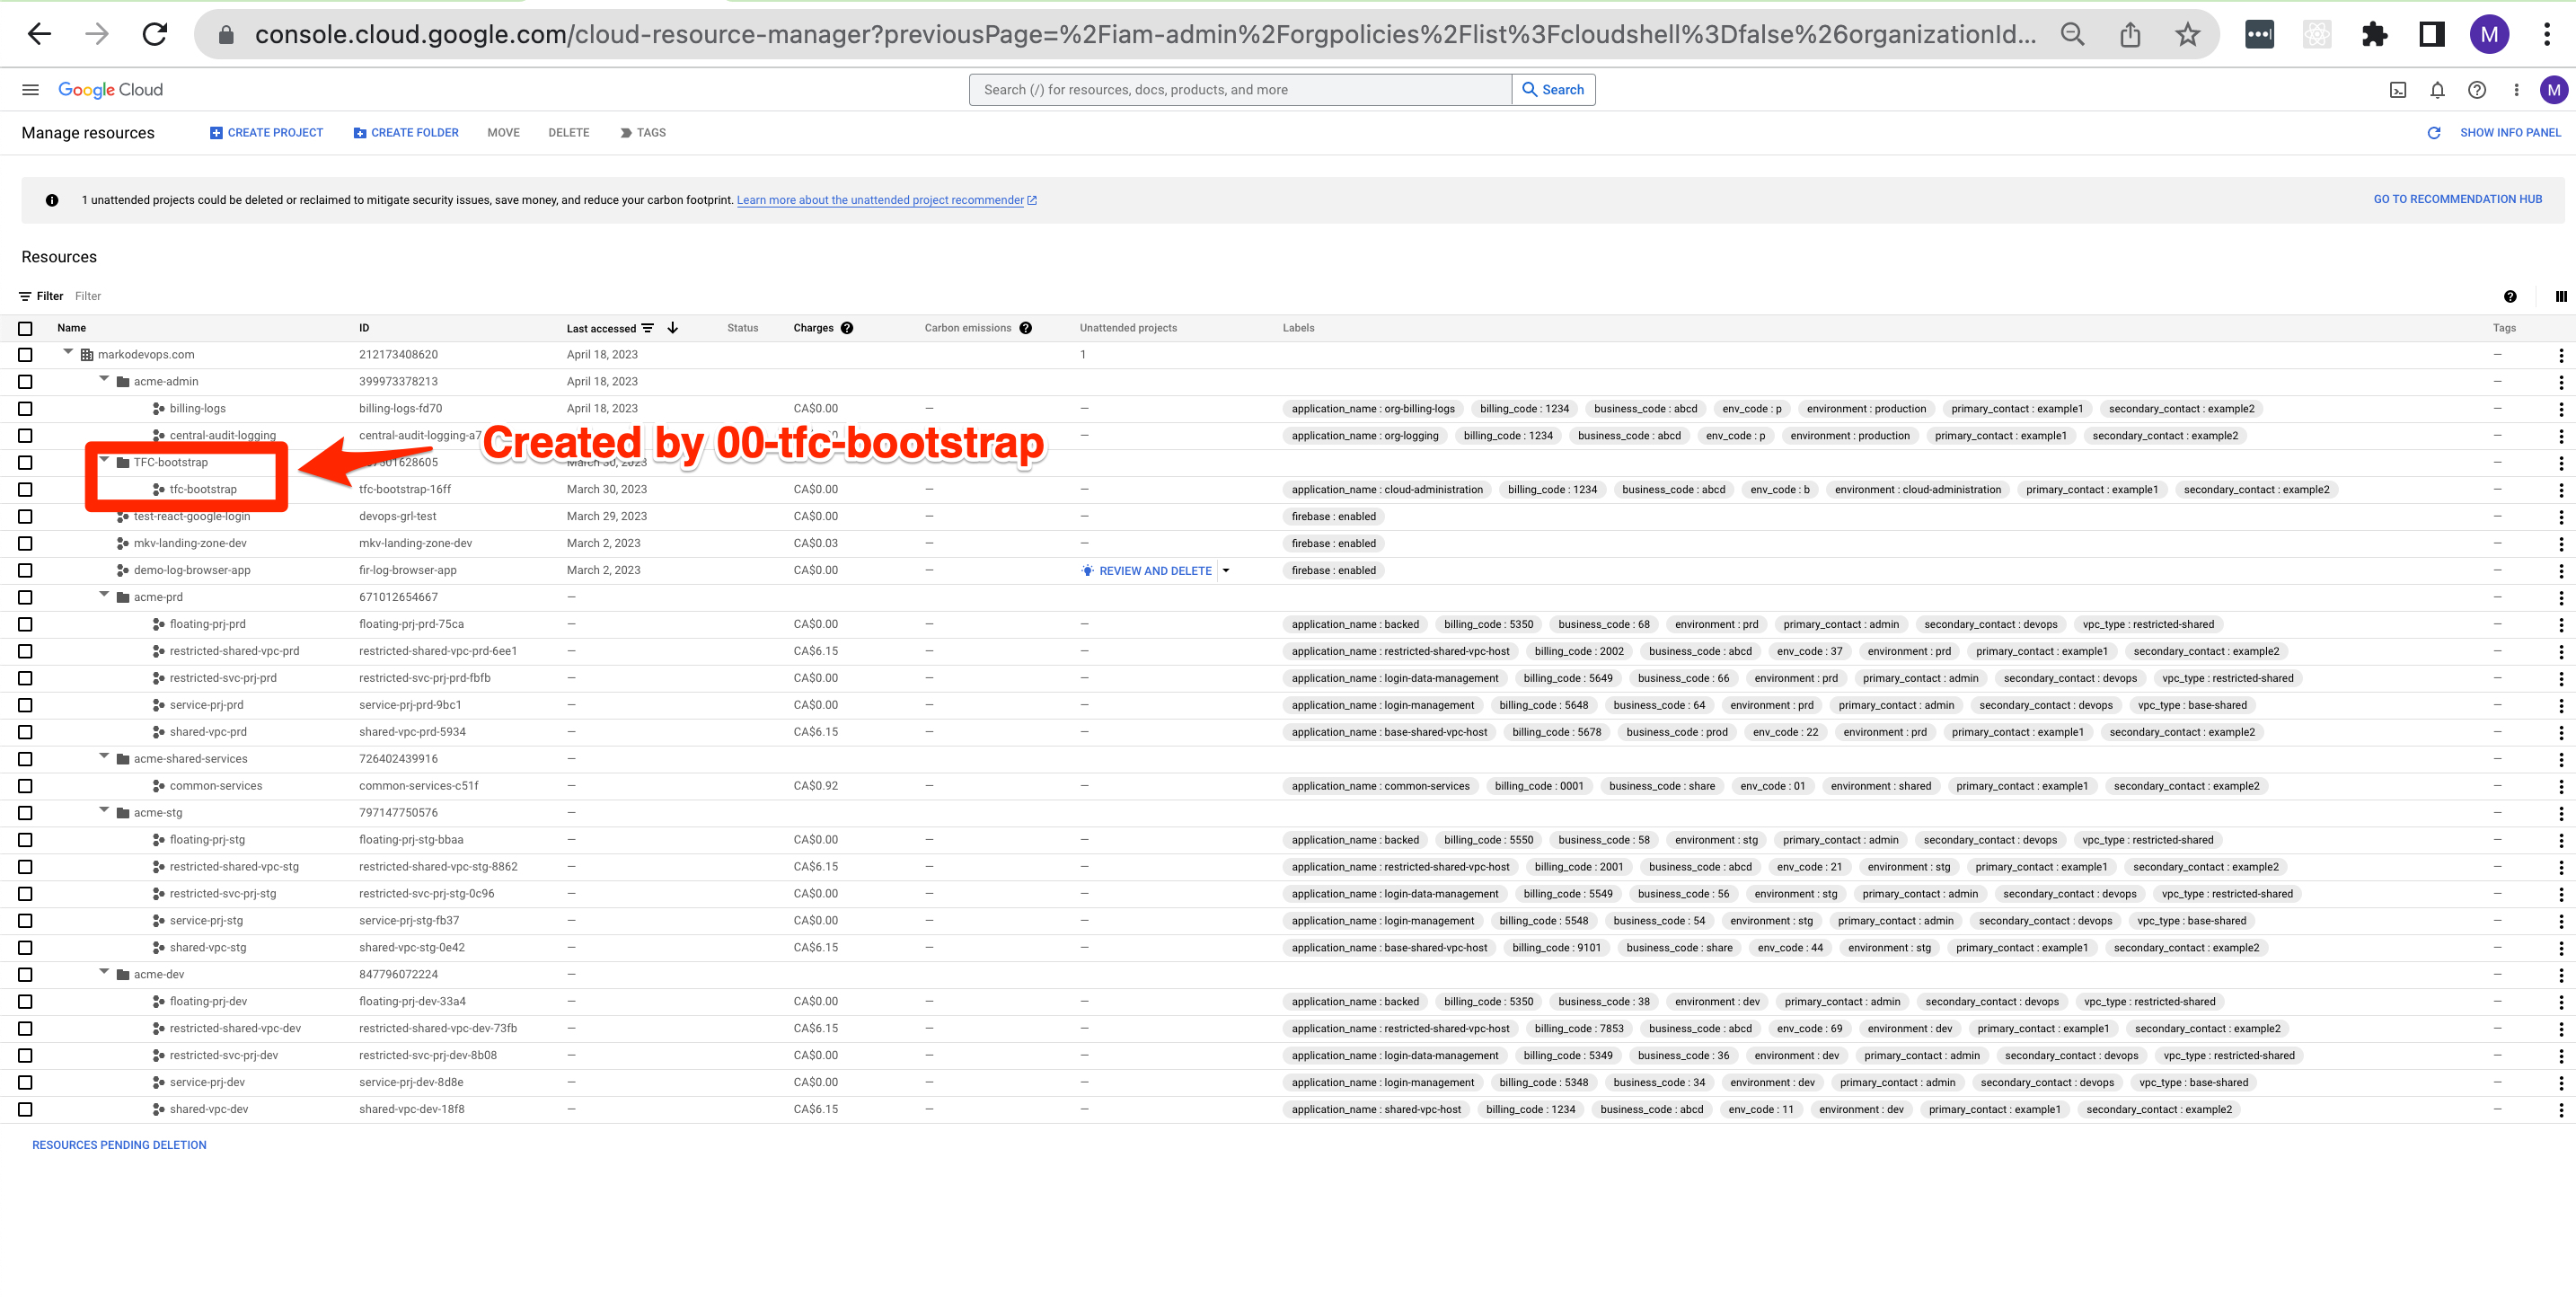 console.cloud.google.com/cloud-resource-manager?previousPage=%2Fiam-admin%2Forgpolicies%2Flist%3Fcloudshell%3Dfalse%26organizationId... M
Google Cloud Search (/) for resources, docs, products, and more Search M
Manage resources CREATE PROJECT CREATE FOLDER MOVE DELETE TAGS SHOW INFO PANEL
1 unattended projects could be deleted or reclaimed to mitigate security issues, save money, and reduce your carbon footprint. Learn more about the unattended project recommender GO TO RECOMMENDATION HUB
Resources
Filter Filter
Name ID Last accessed Status Charges Carbon emissions Unattended projects Labels Tags
markodevops.com 212173408620 April 18, 2023 1 —
acme-admin 399973378213 April 18, 2023 —
billing-logs billing-logs-fd70 April 18, 2023 CA$0.00 — — application_name : org-billing-logs billing_code : 1234 business_code : abcd env_code : p environment : production primary_contact : example1 secondary_contact : example2 —
central-audit-logging — application_name : org-logging billing_code : 1234 business_code : abcd env_code : p environment : production primary_contact : example1 secondary_contact : example2 —
Created by 00-tfc-bootstrap
TFC-bootstrap March 30, 2023 —
tfc-bootstrap tfc-bootstrap-16ff March 30, 2023 CA$0.00 — — application_name : cloud-administration billing_code : 1234 business_code : abcd env_code : b environment : cloud-administration primary_contact : example1 secondary_contact : example2 —
test-react-google-login devops-grl-test March 29, 2023 CA$0.00 — — firebase : enabled —
mkv-landing-zone-dev mkv-landing-zone-dev March 2, 2023 CA$0.03 — — firebase : enabled —
demo-log-browser-app fir-log-browser-app March 2, 2023 CA$0.00 — REVIEW AND DELETE firebase : enabled —
acme-prd 671012654667 — —
floating-prj-prd floating-prj-prd-75ca — CA$0.00 — — application_name : backed billing_code : 5350 business_code : 68 environment : prd primary_contact : admin secondary_contact : devops vpc_type : restricted-shared —
restricted-shared-vpc-prd restricted-shared-vpc-prd-6ee1 — CA$6.15 — — application_name : restricted-shared-vpc-host billing_code : 2002 business_code : abcd env_code : 37 environment : prd primary_contact : example1 secondary_contact : example2 —
restricted-svc-prj-prd restricted-svc-prj-prd-fbfb — CA$0.00 — — application_name : login-data-management billing_code : 5649 business_code : 66 environment : prd primary_contact : admin secondary_contact : devops vpc_type : restricted-shared —
service-prj-prd service-prj-prd-9bc1 — CA$0.00 — — application_name : login-management billing_code : 5648 business_code : 64 environment : prd primary_contact : admin secondary_contact : devops vpc_type : base-shared —
shared-vpc-prd shared-vpc-prd-5934 — CA$6.15 — — application_name : base-shared-vpc-host billing_code : 5678 business_code : prod env_code : 22 environment : prd primary_contact : example1 secondary_contact : example2 —
acme-shared-services 726402439916 — —
common-services common-services-c51f — CA$0.92 — — application_name : common-services billing_code : 0001 business_code : share env_code : 01 environment : shared primary_contact : example1 secondary_contact : example2 —
acme-stg 797147750576 — —
floating-prj-stg floating-prj-stg-bbaa — CA$0.00 — — application_name : backed billing_code : 5550 business_code : 58 environment : stg primary_contact : admin secondary_contact : devops vpc_type : restricted-shared —
restricted-shared-vpc-stg restricted-shared-vpc-stg-8862 — CA$6.15 — — application_name : restricted-shared-vpc-host billing_code : 2001 business_code : abcd env_code : 21 environment : stg primary_contact : example1 secondary_contact : example2 —
restricted-svc-prj-stg restricted-svc-prj-stg-0c96 — CA$0.00 — — application_name : login-data-management billing_code : 5549 business_code : 56 environment : stg primary_contact : admin secondary_contact : devops vpc_type : restricted-shared —
service-prj-stg service-prj-stg-fb37 — CA$0.00 — — application_name : login-management billing_code : 5548 business_code : 54 environment : stg primary_contact : admin secondary_contact : devops vpc_type : base-shared —
shared-vpc-stg shared-vpc-stg-0e42 — CA$6.15 — — application_name : base-shared-vpc-host billing_code : 9101 business_code : share env_code : 44 environment : stg primary_contact : example1 secondary_contact : example2 —
acme-dev 847796072224 — —
floating-prj-dev floating-prj-dev-33a4 — CA$0.00 — — application_name : backed billing_code : 5350 business_code : 38 environment : dev primary_contact : admin secondary_contact : devops vpc_type : restricted-shared —
restricted-shared-vpc-dev restricted-shared-vpc-dev-73fb — CA$6.15 — — application_name : restricted-shared-vpc-host billing_code : 7853 business_code : abcd env_code : 69 environment : dev primary_contact : example1 secondary_contact : example2 —
restricted-svc-prj-dev restricted-svc-prj-dev-8b08 — CA$0.00 — — application_name : login-data-management billing_code : 5349 business_code : 36 environment : dev primary_contact : admin secondary_contact : devops vpc_type : restricted-shared —
service-prj-dev service-prj-dev-8d8e — CA$0.00 — — application_name : login-management billing_code : 5348 business_code : 34 environment : dev primary_contact : admin secondary_contact : devops vpc_type : base-shared —
shared-vpc-dev shared-vpc-dev-18f8 — CA$6.15 — — application_name : shared-vpc-host billing_code : 1234 business_code : abcd env_code : 11 environment : dev primary_contact : example1 secondary_contact : example2 —
RESOURCES PENDING DELETION